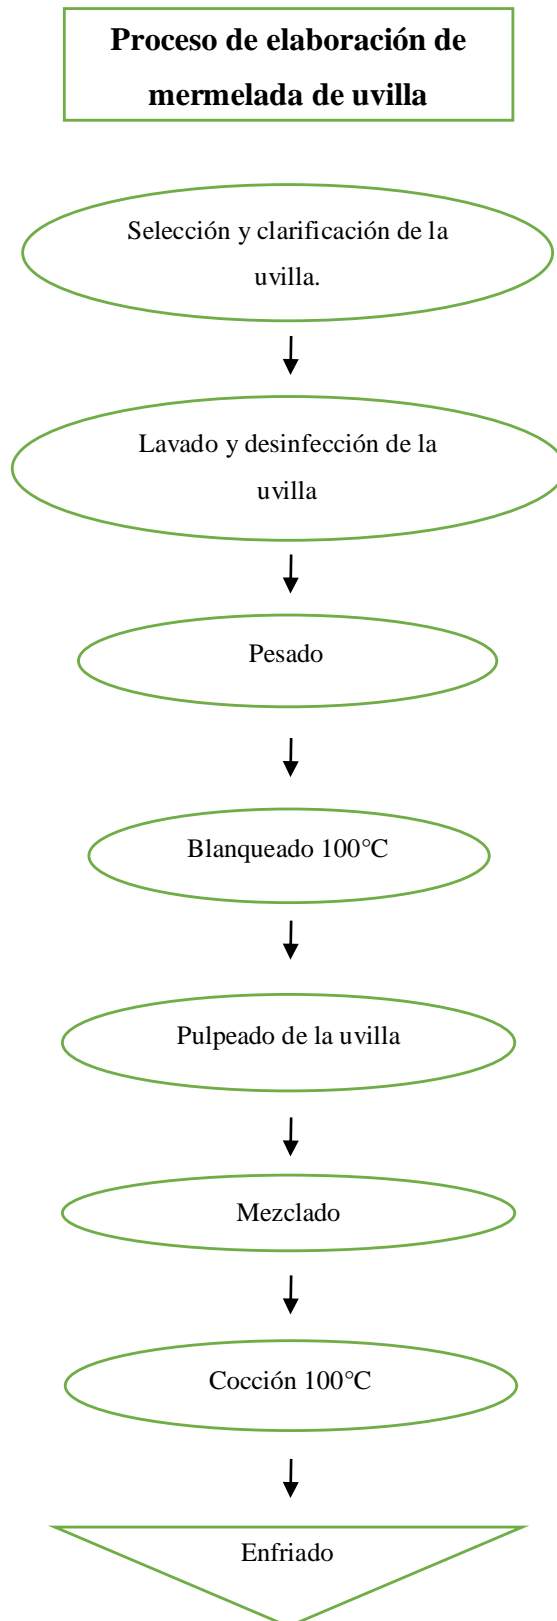 Proceso de elaboración de
mermelada de uvilla
Selección y clarificación de la
uvilla.
Lavado y desinfección de la
uvilla
Pesado
Blanqueado 100°C
Pulpeado de la uvilla
Mezclado
Cocción 100°C
Enfriado